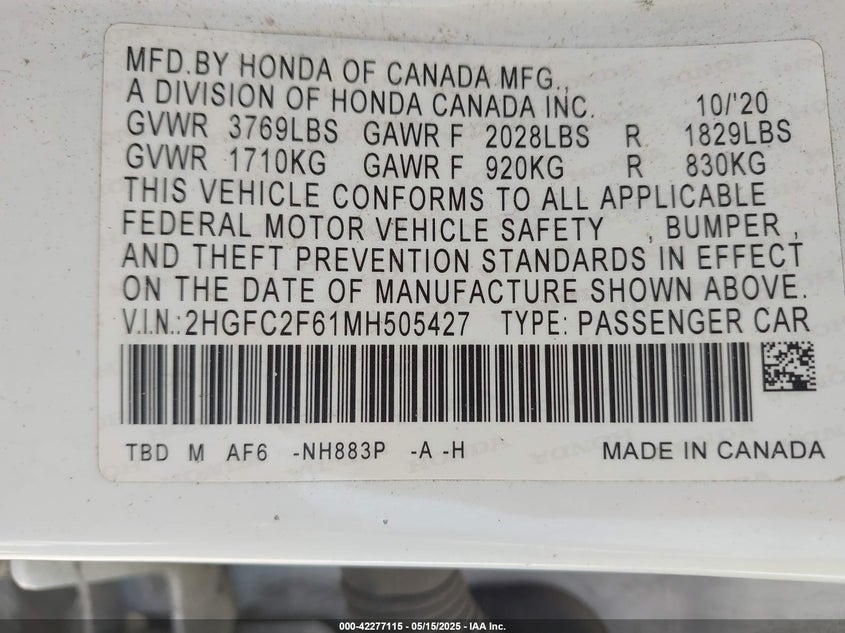 MFD.BY HONDA OF CANADA MFG.,
A DIVISION OF HONDA CANADA INC. 10/'20
GVWR 3769LBS GAWR F 2028LBS R 1829LBS
GVWR 1710KG GAWR F 920KG R 830KG
THIS VEHICLE CONFORMS TO ALL APPLICABLE
FEDERAL MOTOR VEHICLE SAFETY , BUMPER ,
AND THEFT PREVENTION STANDARDS IN EFFECT
ON THE DATE OF MANUFACTURE SHOWN ABOVE.
V.I.N.:2HGFC2F61MH505427 TYPE: PASSENGER CAR
TBD M AF6 -NH883P -A -H MADE IN CANADA
000-42277115 - 05/15/2025 - IAA Inc.